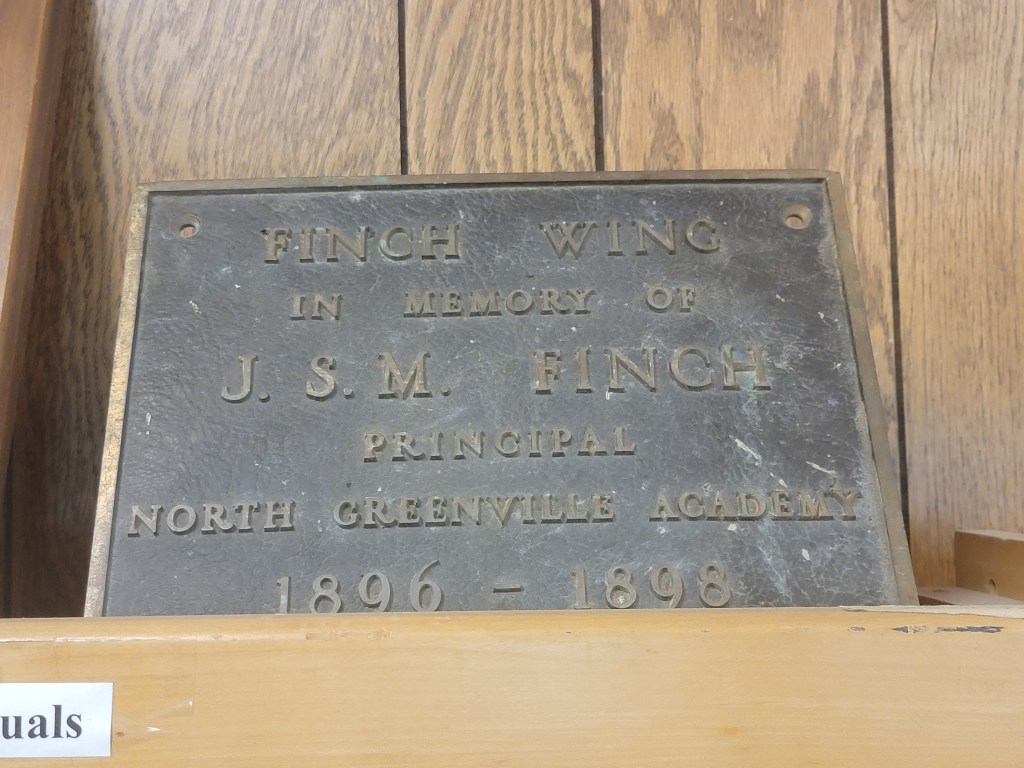 FINCH WING
IN MEMORY OF
J. S. M. FINCH
PRINCIPAL
NORTH GREENVILLE ACADEMY
1896 - 1898
uals